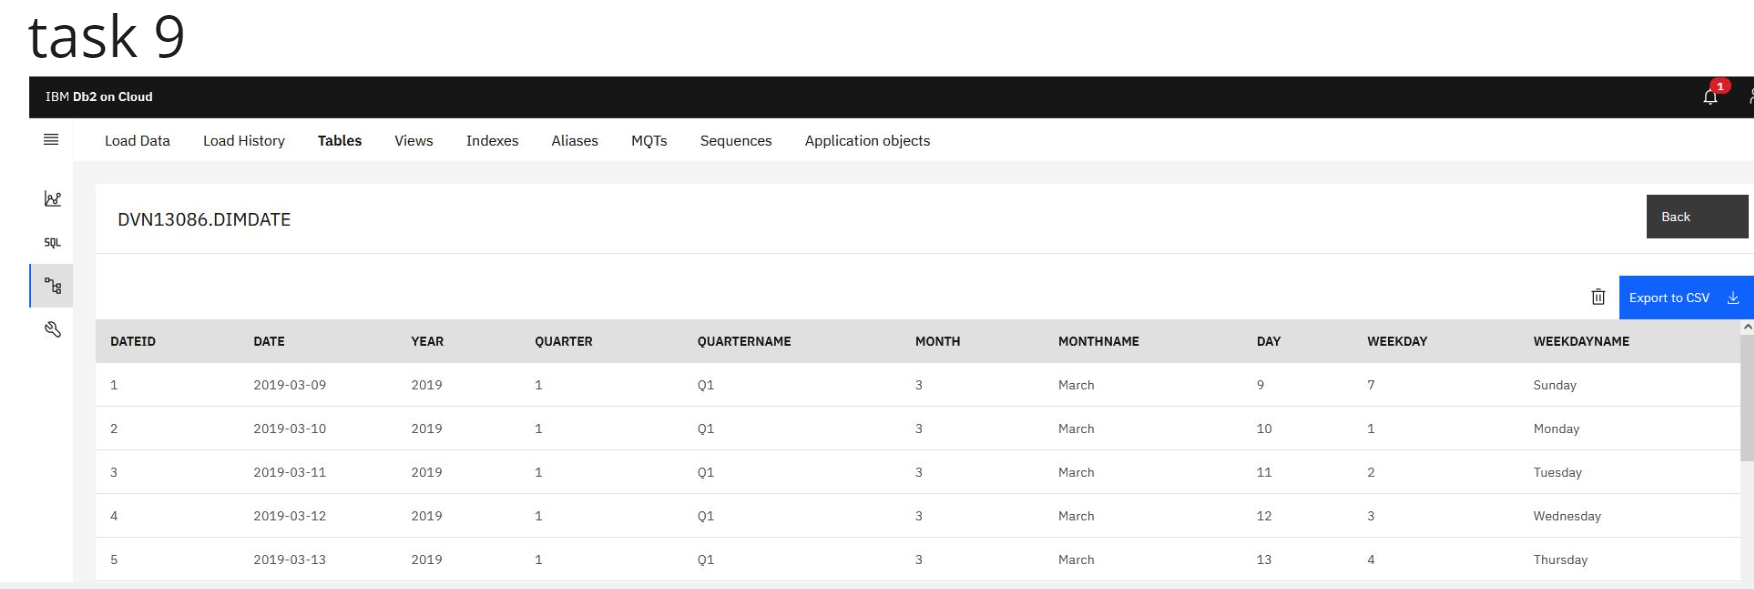 task 9
IBM Db2 on Cloud
1
Load Data Load History Tables Views Indexes Aliases MQTs Sequences Application objects
DVN13086.DIMDATE
Back
SQL
Export to CSV
DATEID DATE YEAR QUARTER QUARTERNAME MONTH MONTHNAME DAY WEEKDAY WEEKDAYNAME
1 2019-03-09 2019 1 Q1 3 March 9 7 Sunday
2 2019-03-10 2019 1 Q1 3 March 10 1 Monday
3 2019-03-11 2019 1 Q1 3 March 11 2 Tuesday
4 2019-03-12 2019 1 Q1 3 March 12 3 Wednesday
5 2019-03-13 2019 1 Q1 3 March 13 4 Thursday